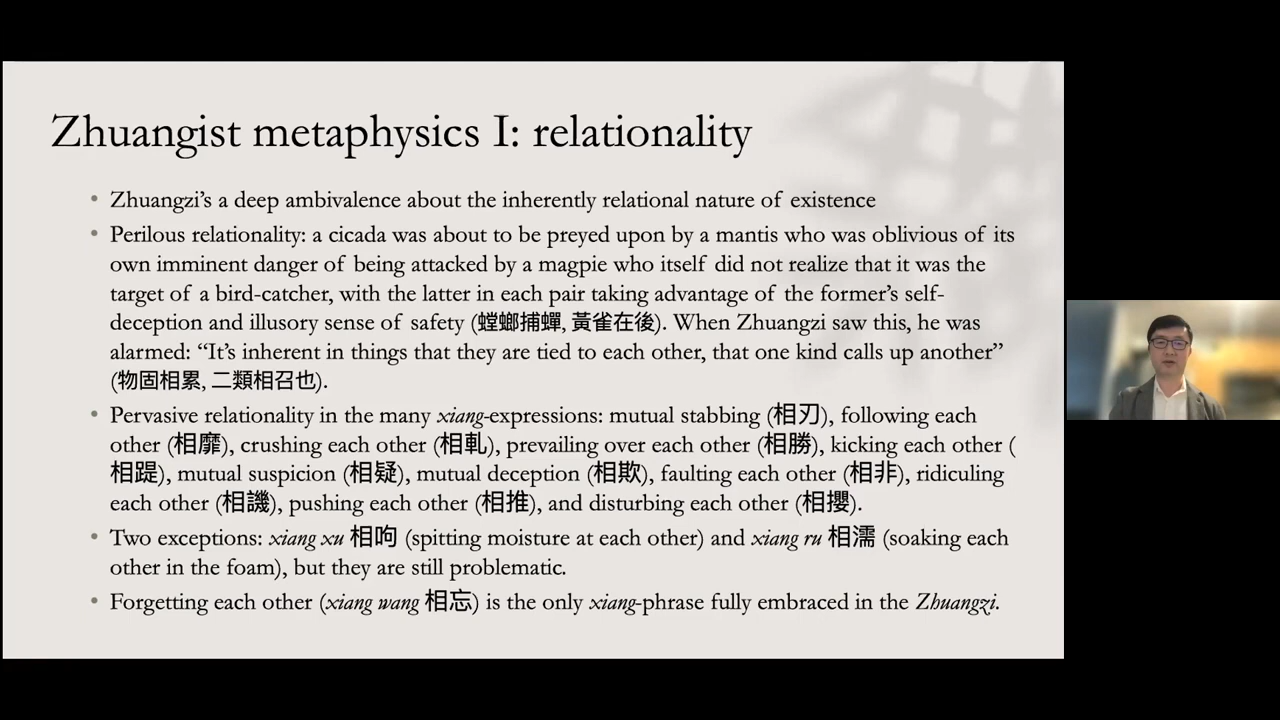 Zhuangist metaphysics I: relationality
• Zhuangzi's a deep ambivalence about the inherently relational nature of existence
• Perilous relationality: a cicada was about to be preyed upon by a mantis who was oblivious of its
own imminent danger of being attacked by a magpie who itself did not realize that it was the
target of a bird-catcher, with the latter in each pair taking advantage of the former's self-
deception and illusory sense of safety (螳螂捕蟬, 黃雀在後). When Zhuangzi saw this, he was
alarmed: "It's inherent in things that they are tied to each other, that one kind calls up another"
(物固相累, 二類相召也).
• Pervasive relationality in the many xiang-expressions: mutual stabbing (相刃), following each
other (相靡), crushing each other (相軋), prevailing over each other (相勝), kicking each other (
相踶), mutual suspicion (相疑), mutual deception (相欺), faulting each other (相非), ridiculing
each other (相譏), pushing each other (相推), and disturbing each other (相攖).
• Two exceptions: xiang xu 相呴 (spitting moisture at each other) and xiang ru 相濡 (soaking each
other in the foam), but they are still problematic.
• Forgetting each other (xiang wang 相忘) is the only xiang-phrase fully embraced in the Zhuangzi.